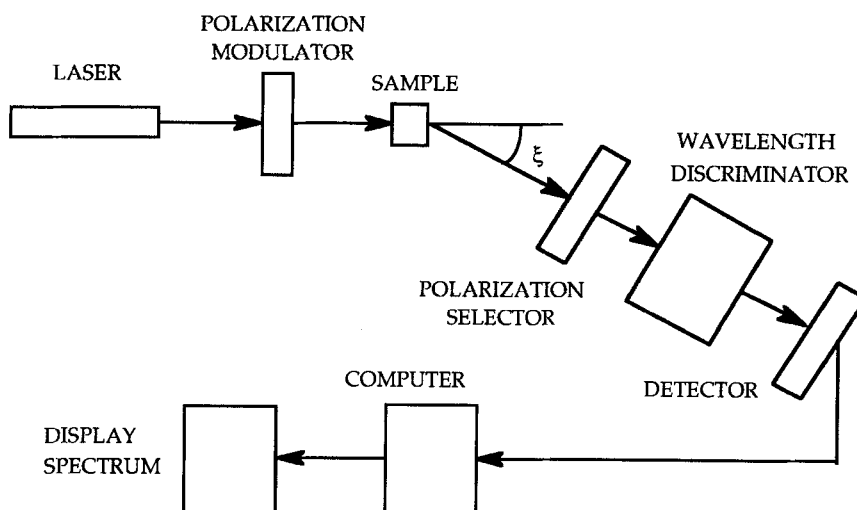 POLARIZATION
MODULATOR
LASER
SAMPLE
ξ
WAVELENGTH
DISCRIMINATOR
POLARIZATION
SELECTOR
DETECTOR
COMPUTER
DISPLAY
SPECTRUM